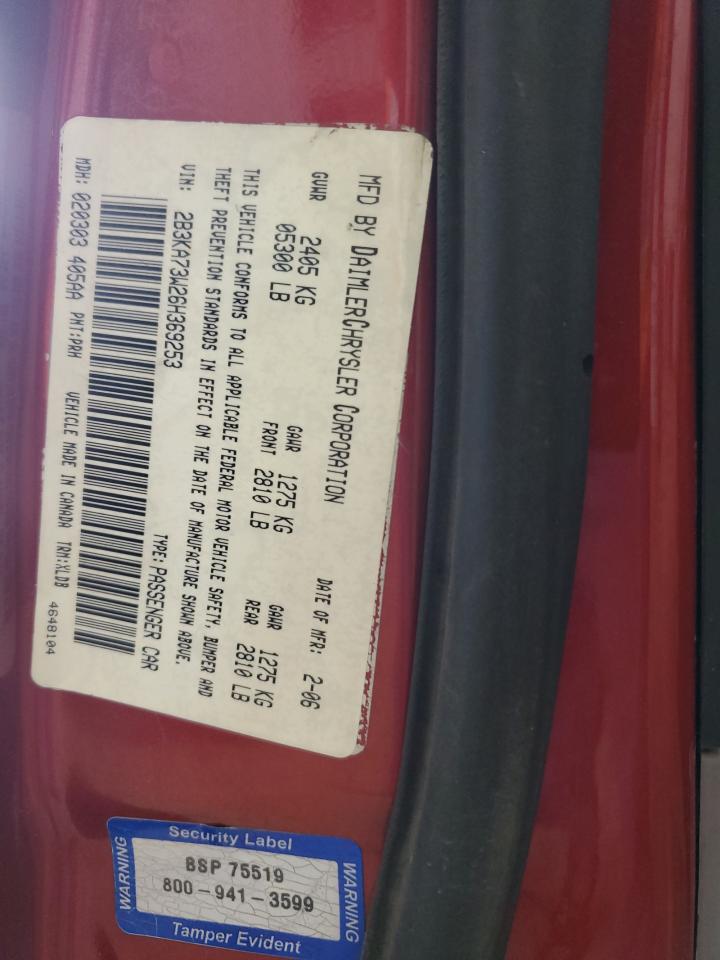 MFD BY DAIMLERCHRYSLER CORPORATION
DATE OF MFR: 2-06
GVWR 2405 KG
05300 LB
GAWR 1275 KG
FRONT 2810 LB
GAWR 1275 KG
REAR 2810 LB
THIS VEHICLE CONFORMS TO ALL APPLICABLE FEDERAL MOTOR VEHICLE SAFETY, BUMPER AND
THEFT PREVENTION STANDARDS IN EFFECT ON THE DATE OF MANUFACTURE SHOWN ABOVE.
VIN: 2B3KA73W26H369253
TYPE: PASSENGER CAR
MDH: 020303 405AA PNT:PRH VEHICLE MADE IN CANADA TRM:XLDB
4648104
Security Label
WARNING
8SP 75519
800-941-3599
WARNING
Tamper Evident